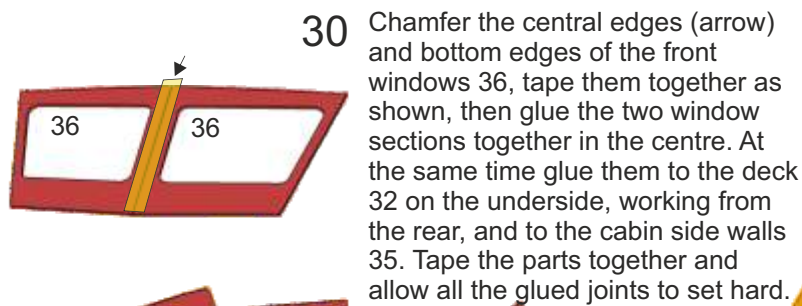 30
Chamfer the central edges (arrow)
and bottom edges of the front
windows 36, tape them together as
shown, then glue the two window
sections together in the centre. At
the same time glue them to the deck
32 on the underside, working from
the rear, and to the cabin side walls
35. Tape the parts together and
allow all the glued joints to set hard.
36
36